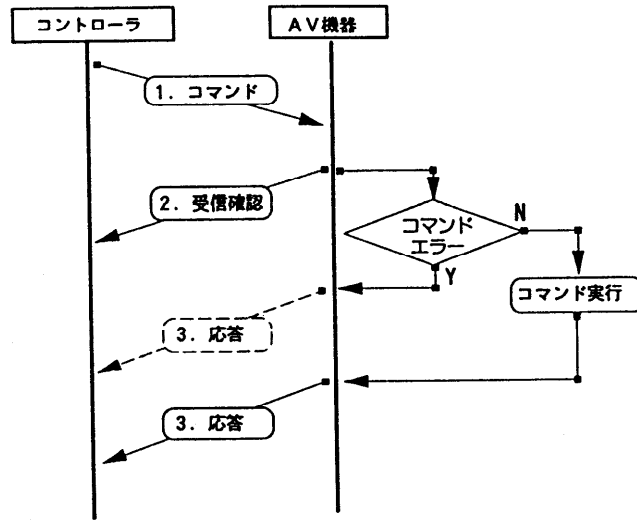 コントローラ
AV機器
1. コマンド
2. 受信確認
コマンド
エラー
N
Y
コマンド実行
3. 応答
3. 応答